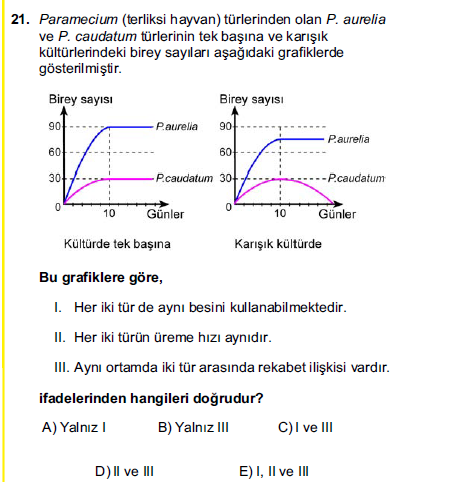 21. Paramecium (terliksi hayvan) türlerinden olan P. aurelia
ve P. caudatum türlerinin tek başına ve karışık
kültürlerindeki birey sayıları aşağıdaki grafiklerde
gösterilmiştir.
Birey sayısı
90
P.aurelia
60
30
P.caudatum
0
10
Günler
Kültürde tek başına
Birey sayısı
90
P.aurelia
60
30
P.caudatum
0
10
Günler
Karışık kültürde
Bu grafiklere göre,
I. Her iki tür de aynı besini kullanabilmektedir.
II. Her iki türün üreme hızı aynıdır.
III. Aynı ortamda iki tür arasında rekabet ilişkisi vardır.
ifadelerinden hangileri doğrudur?
A) Yalnız I B) Yalnız III C) I ve III
D) II ve III E) I, II ve III